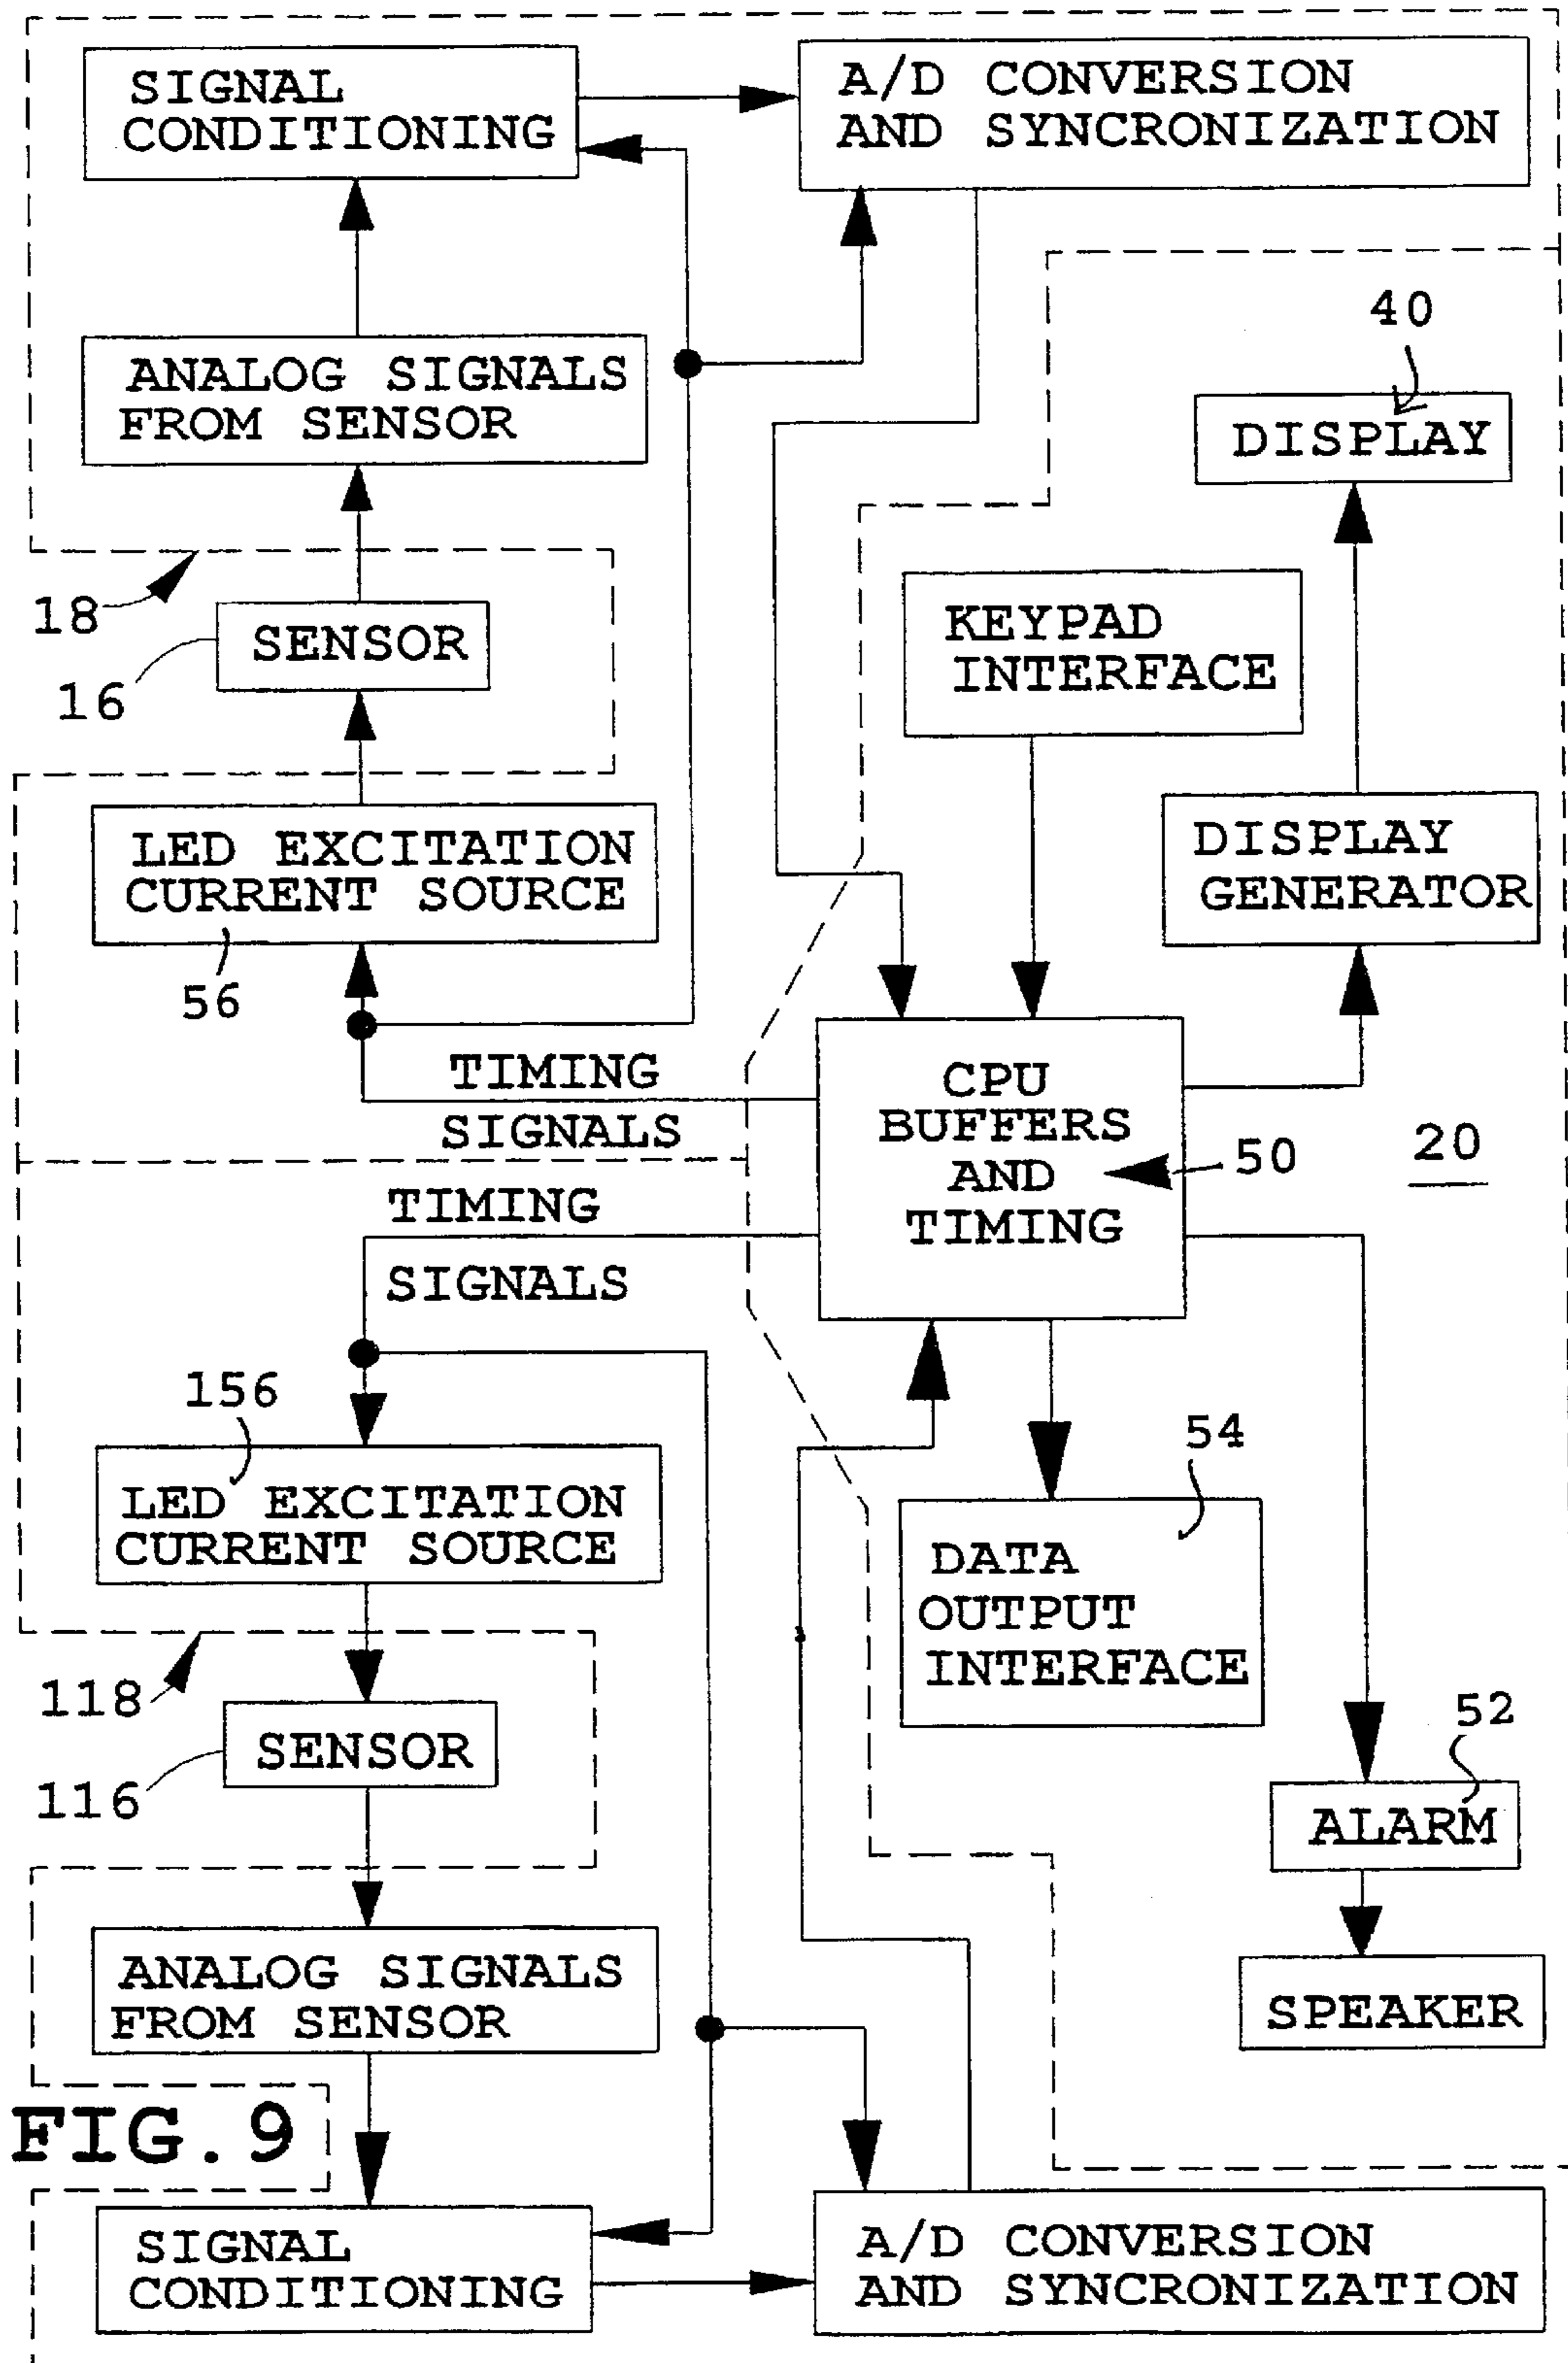 SIGNAL
CONDITIONING
A/D CONVERSION
AND SYNCRONIZATION
40
DISPLAY
ANALOG SIGNALS
FROM SENSOR
18
SENSOR
16
KEYPAD
INTERFACE
LED EXCITATION
CURRENT SOURCE
56
DISPLAY
GENERATOR
TIMING
SIGNALS
CPU
BUFFERS
AND
TIMING
50
20
TIMING
SIGNALS
156
LED EXCITATION
CURRENT SOURCE
54
DATA
OUTPUT
INTERFACE
118
SENSOR
116
52
ALARM
ANALOG SIGNALS
FROM SENSOR
SPEAKER
FIG. 9
SIGNAL
CONDITIONING
A/D CONVERSION
AND SYNCRONIZATION